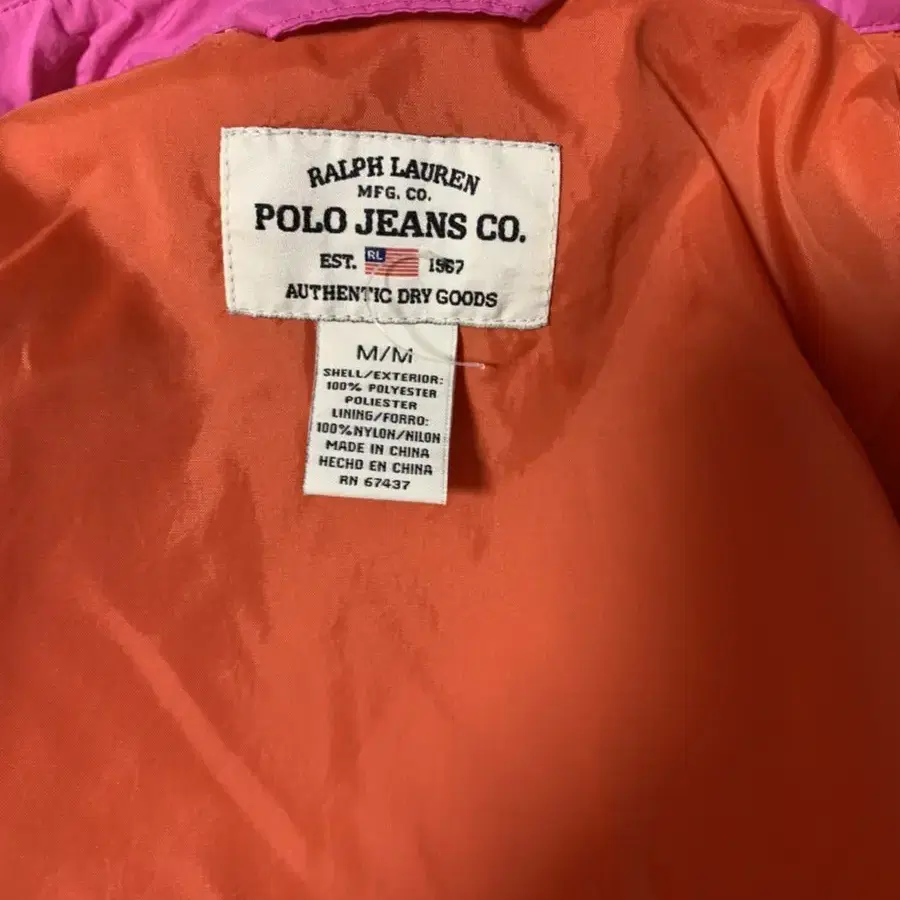 RALPH LAUREN
MFG. CO.
POLO JEANS CO.
EST. RL 1967
AUTHENTIC DRY GOODS
M/M
SHELL/EXTERIOR:
100% POLYESTER
POLIESTER
LINING/FORRO:
100%NYLON/NILON
MADE IN CHINA
HECHO EN CHINA
RN 67437